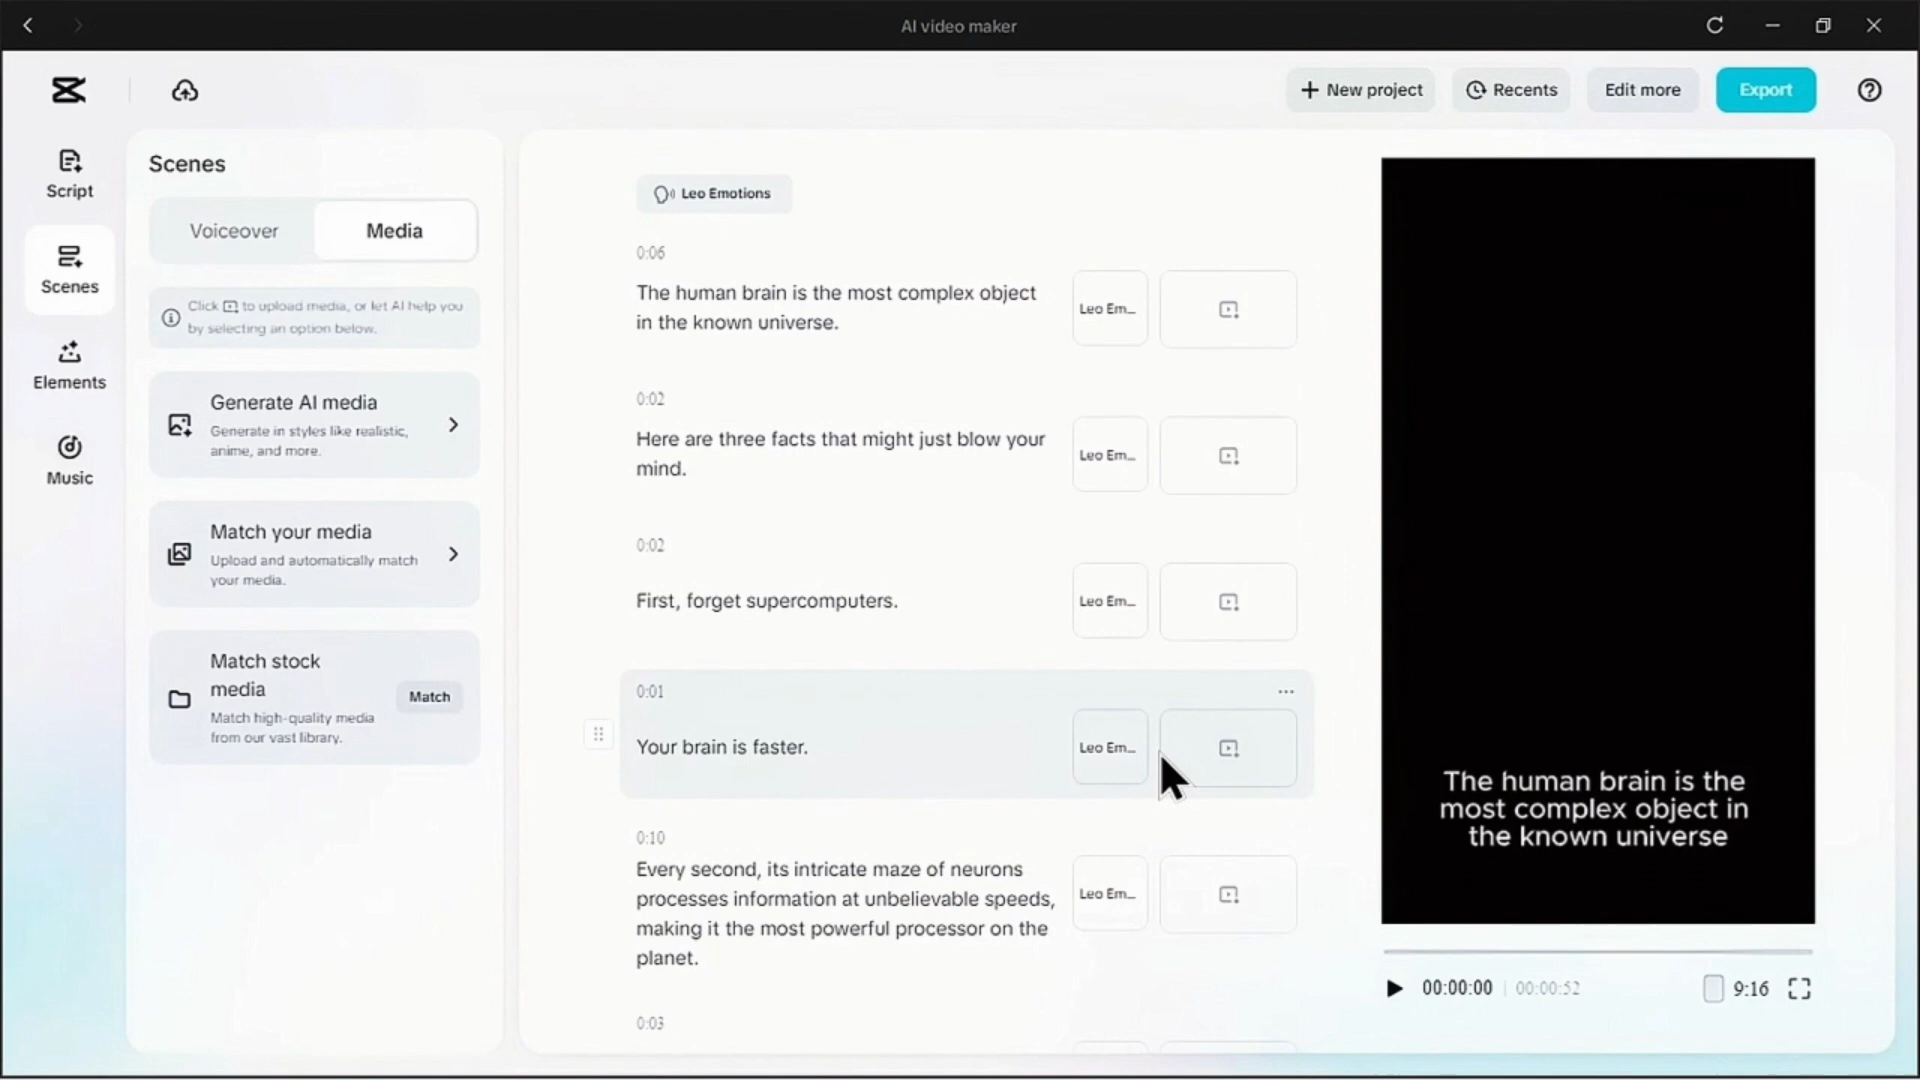 AI video maker
New project
Recents
Edit more
Export
Script
Scenes
Elements
Music
Scenes
Voiceover
Media
Click to upload media, or let AI help you
by selecting an option below.
Generate AI media
Generate in styles like realistic,
anime, and more.
Match your media
Upload and automatically match
your media.
Match stock
media
Match high-quality media
from our vast library.
Match
Leo Emotions
0:06
The human brain is the most complex object
in the known universe.
Leo Em...
0:02
Here are three facts that might just blow your
mind.
Leo Em...
0:02
First, forget supercomputers.
Leo Em...
0:01
Your brain is faster.
Leo Em...
0:10
Every second, its intricate maze of neurons
processes information at unbelievable speeds,
making it the most powerful processor on the
planet.
Leo Em...
0:03
The human brain is the
most complex object in
the known universe
00:00:00 | 00:00:52
9:16